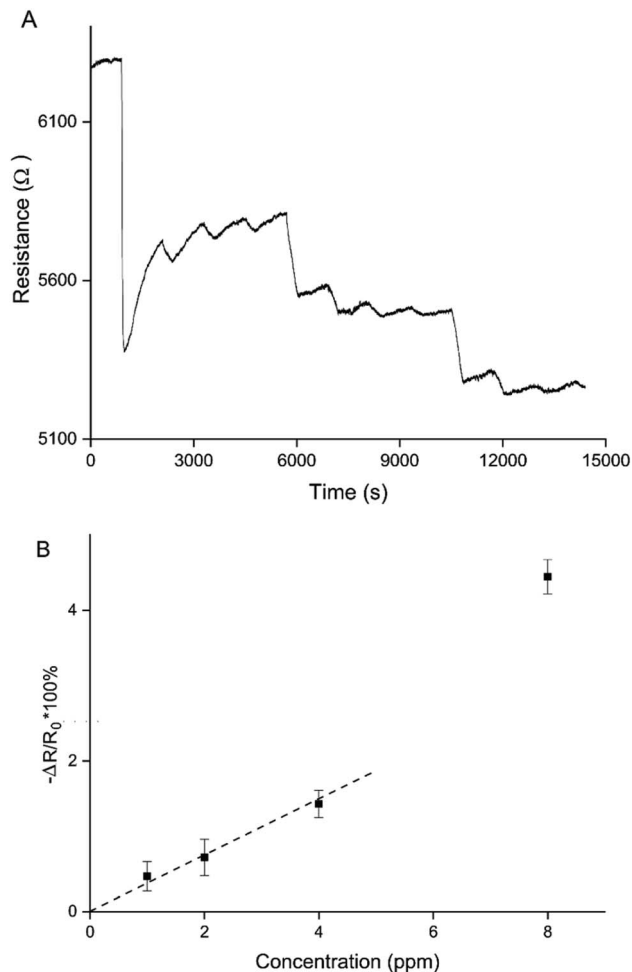 A
Resistance (Ω )
6100
5600
5100
0 3000 6000 9000 12000 15000
Time (s)
B
-ΔR/R0 *100%
4
2
0
0 2 4 6 8
Concentration (ppm)